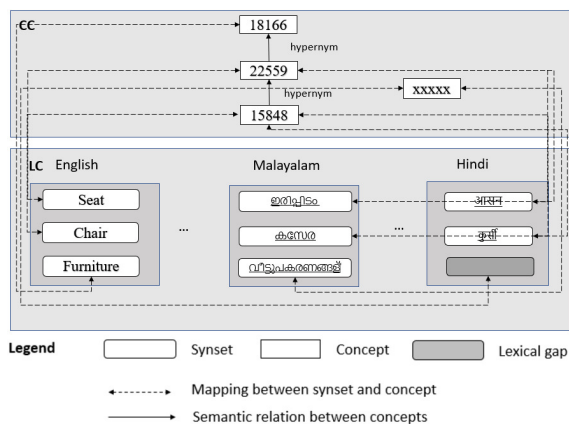 CC
18166
hypernym
22559
xxxxx
hypernym
15848
LC English Malayalam Hindi
Seat ഇരിപ്പിടം आसन
Chair കസേര कुर्सी
... ...
Furniture വീട്ടുപകരണങ്ങള്
Legend Synset Concept Lexical gap
Mapping between synset and concept
Semantic relation between concepts